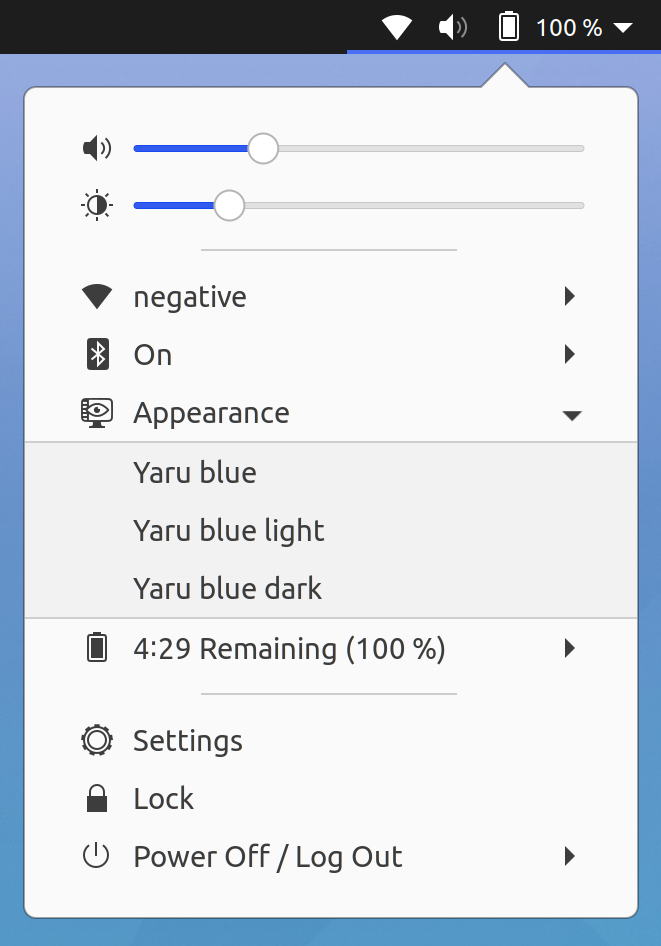 100 %
negative
On
Appearance
Yaru blue
Yaru blue light
Yaru blue dark
4:29 Remaining (100 %)
Settings
Lock
Power Off / Log Out